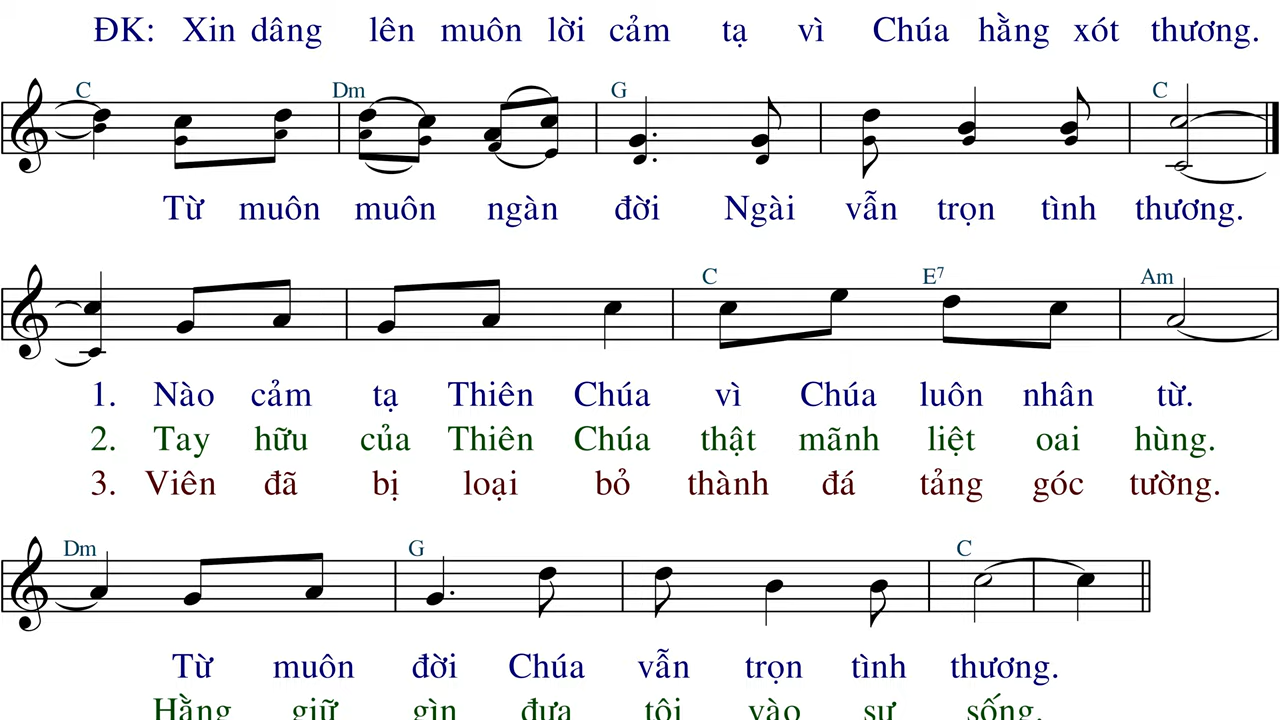 ĐK: Xin dâng lên muôn lời cảm tạ vì Chúa hằng xót thương.
C Dm G C
Từ muôn muôn ngàn đời Ngài vẫn trọn tình thương.
C E7 Am
1. Nào cảm tạ Thiên Chúa vì Chúa luôn nhân từ.
2. Tay hữu của Thiên Chúa thật mãnh liệt oai hùng.
3. Viên đã bị loại bỏ thành đá tảng góc tường.
Dm G C
Từ muôn đời Chúa vẫn trọn tình thương.
Hằng giữ gìn đưa tôi vào sự sống.